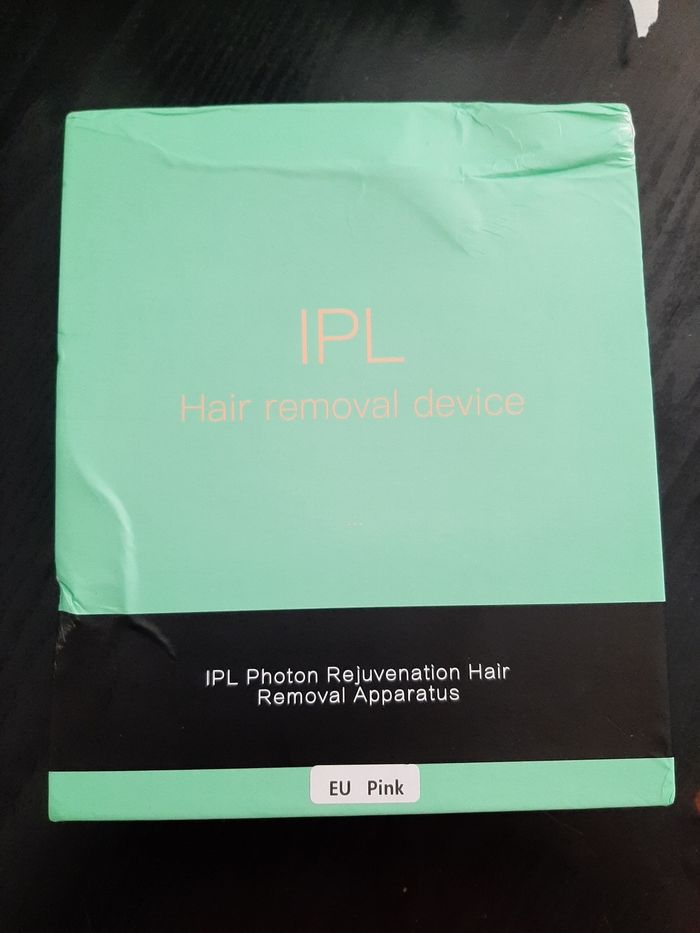 IPL
Hair removal device
...
IPL Photon Rejuvenation Hair
Removal Apparatus
EU Pink